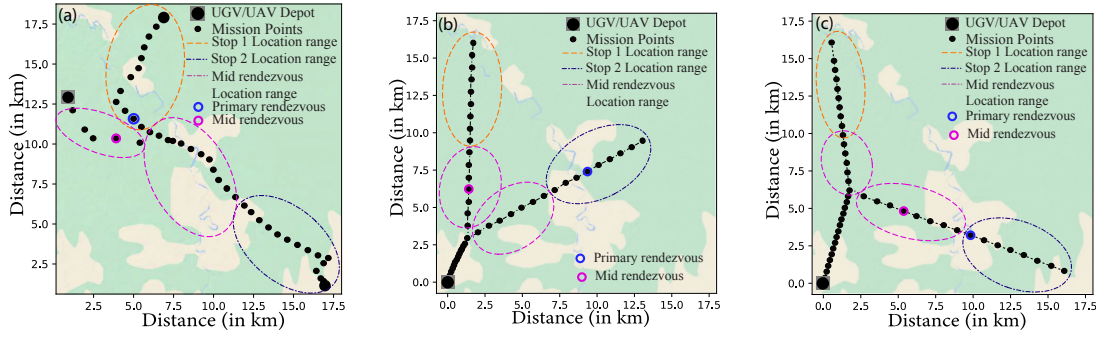 (a)
UGV/UAV Depot
Mission Points
Stop 1 Location range
Stop 2 Location range
Mid rendezvous
Location range
Primary rendezvous
Mid rendezvous
17.5
15.0
12.5
10.0
7.5
5.0
2.5
2.5 5.0 7.5 10.0 12.5 15.0 17.5
Distance (in km)
Distance (in km)
(b)
UGV/UAV Depot
Mission Points
Stop 1 Location range
Stop 2 Location range
Mid rendezvous
Location range
Primary rendezvous
Mid rendezvous
17.5
15.0
12.5
10.0
7.5
5.0
2.5
0.0
0.0 2.5 5.0 7.5 10.0 12.5 15.0 17.5
Distance (in km)
Distance (in km)
(c)
UGV/UAV Depot
Mission Points
Stop 1 Location range
Stop 2 Location range
Mid rendezvous
Location range
Primary rendezvous
Mid rendezvous
17.5
15.0
12.5
10.0
7.5
5.0
2.5
0.0
0.0 2.5 5.0 7.5 10.0 12.5 15.0 17.5
Distance (in km)
Distance (in km)